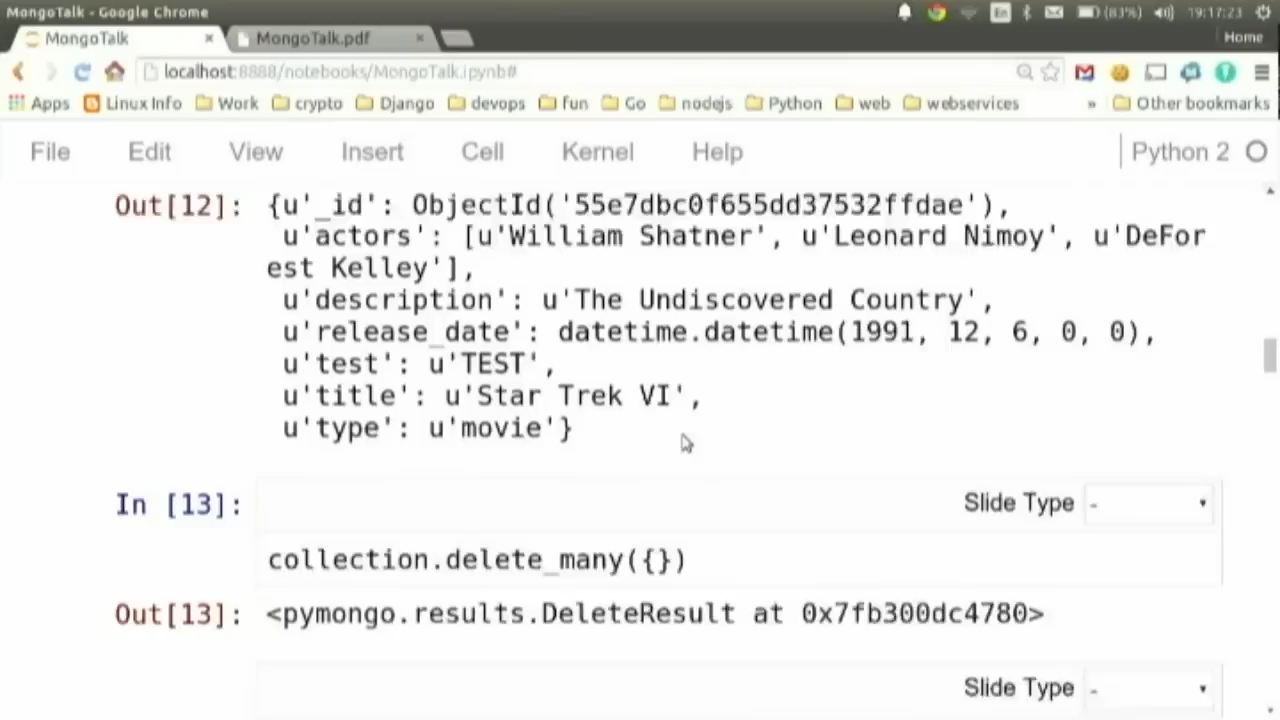 MongoTalk - Google Chrome
En
(83%)
19:17:23
MongoTalk
MongoTalk.pdf
Home
localhost:8888/notebooks/MongoTalk.ipynb#
Apps Linux Info Work crypto Django devops fun Go nodejs Python web webservices » Other bookmarks
File Edit View Insert Cell Kernel Help Python 2
Out[12]: {u'_id': ObjectId('55e7dbc0f655dd37532ffdae'),
u'actors': [u'William Shatner', u'Leonard Nimoy', u'DeFor
est Kelley'],
u'description': u'The Undiscovered Country',
u'release_date': datetime.datetime(1991, 12, 6, 0, 0),
u'test': u'TEST',
u'title': u'Star Trek VI',
u'type': u'movie'}
In [13]: Slide Type -
collection.delete_many({})
Out[13]: <pymongo.results.DeleteResult at 0x7fb300dc4780>
Slide Type -